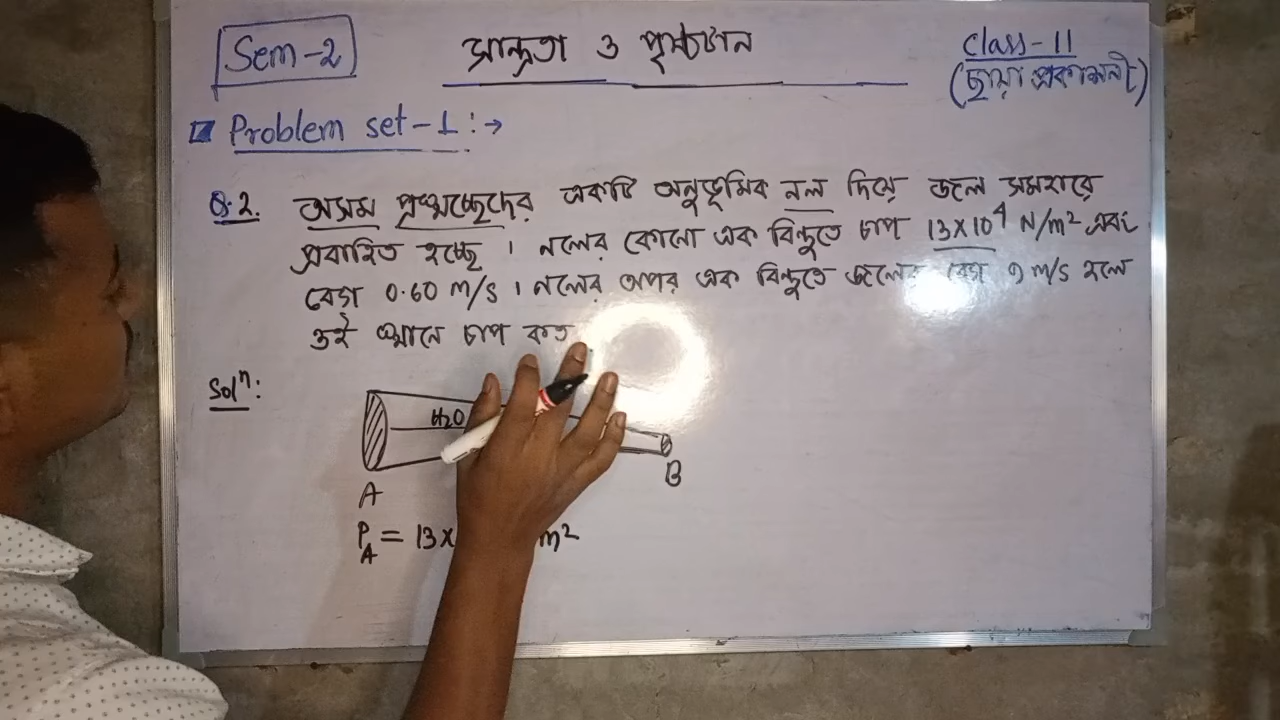 Sem-2
সান্দ্রতা ও পৃষ্ঠটান
Class-11
(ছায়া প্রকাশনী)
Problem set-1:→
Q.2. অসম প্রস্থচ্ছেদের একটি অনুভূমিক নল দিয়ে জল সমহারে
প্রবাহিত হচ্ছে । নলের কোনো এক বিন্দুতে চাপ 13×10⁴ N/m² এবং
বেগ 0.60 m/s । নলের অপর এক বিন্দুতে জলের বেগ 9 m/s হলে
ওই স্থানে চাপ কত
Solⁿ:
H₂O
A
B
P_A = 13× m²